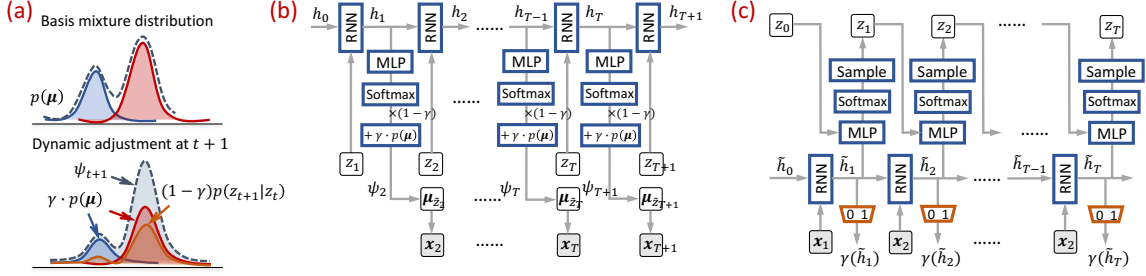 (a)
Basis mixture distribution
p(μ)
Dynamic adjustment at t + 1
ψ_{t+1}
γ · p(μ)
(1 − γ)p(z_{t+1}|z_t)
(b)
h_0 RNN h_1 RNN h_2 ...... h_{T−1} RNN h_T RNN h_{T+1}
MLP MLP MLP
Softmax Softmax Softmax
×(1 − γ) ...... ×(1 − γ) ×(1 − γ)
+ γ · p(μ) + γ · p(μ) + γ · p(μ)
z_1 z_2 z_T z_{T+1}
ψ_2 μ_{z̃_2} ...... ψ_T μ_{z̃_T} ψ_{T+1} μ_{z̃_{T+1}}
x_2 ...... x_T x_{T+1}
(c)
z_0 z_1 z_2 ...... z_T
Sample Sample Sample
Softmax Softmax Softmax
MLP MLP ...... MLP
h̃_0 RNN h̃_1 RNN h̃_2 ...... h̃_{T−1} RNN h̃_T
0 1 0 1 0 1
x_1 x_2 ...... x_2
γ(h̃_1) γ(h̃_2) γ(h̃_T)